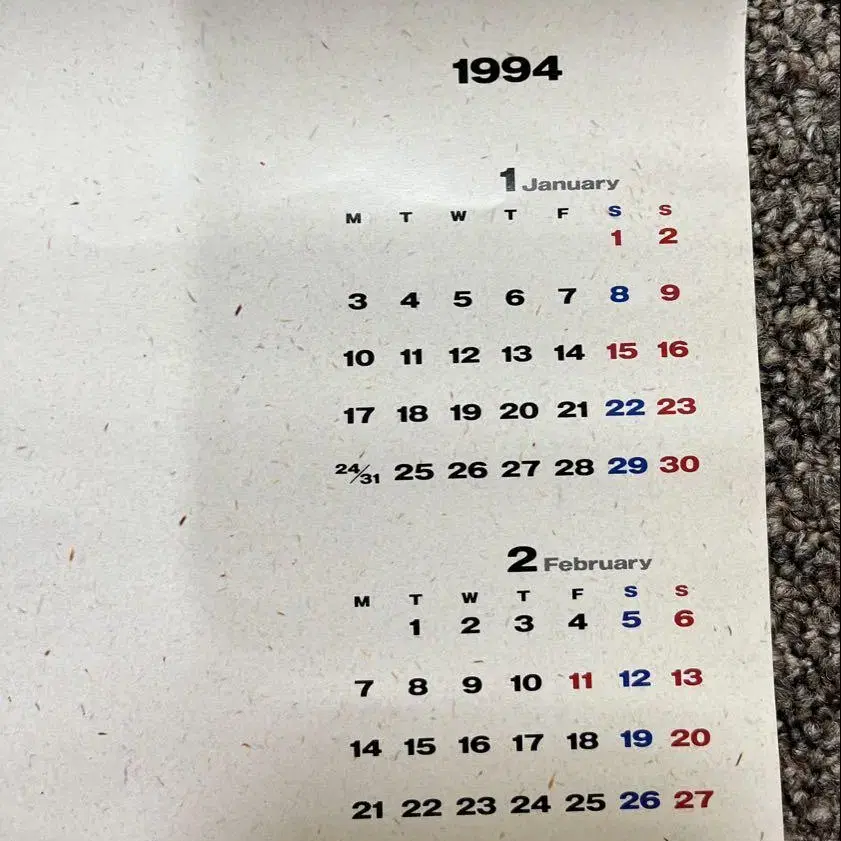 1994
1 January
M T W T F S S
1 2
3 4 5 6 7 8 9
10 11 12 13 14 15 16
17 18 19 20 21 22 23
24/31 25 26 27 28 29 30
2 February
M T W T F S S
1 2 3 4 5 6
7 8 9 10 11 12 13
14 15 16 17 18 19 20
21 22 23 24 25 26 27